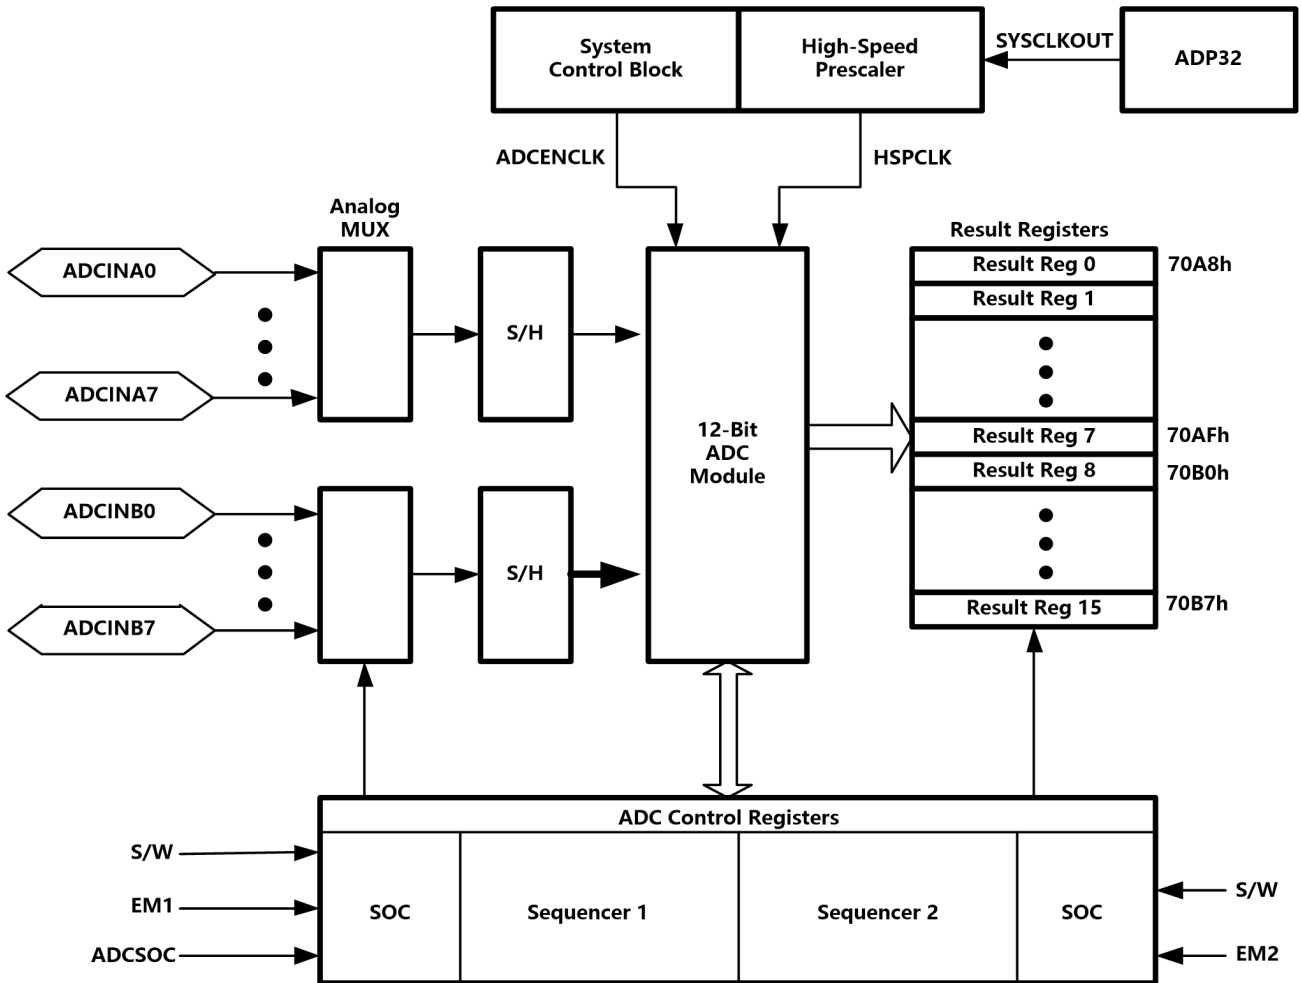 System
Control Block
High-Speed
Prescaler
SYSCLKOUT
ADP32
ADCENCLK
HSPCLK
Analog
MUX
Result Registers
ADCINA0
Result Reg 0
70A8h
Result Reg 1
S/H
ADCINA7
12-Bit
ADC
Module
Result Reg 7
70AFh
Result Reg 8
70B0h
ADCINB0
S/H
ADCINB7
Result Reg 15
70B7h
ADC Control Registers
S/W
EM1
ADCSOC
SOC
Sequencer 1
Sequencer 2
SOC
S/W
EM2